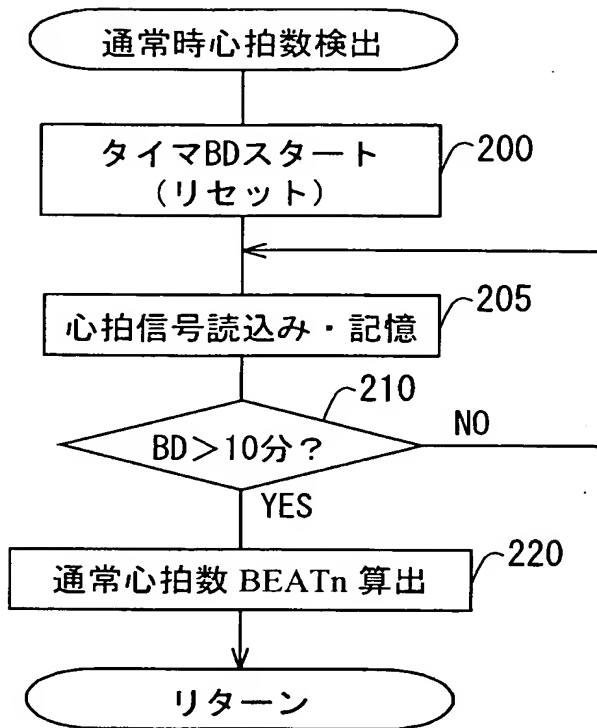 通常時心拍数検出
タイマBDスタート
(リセット)
200
心拍信号読込み・記憶
205
210
BD>10分?
NO
YES
通常心拍数 BEATn 算出
220
リターン